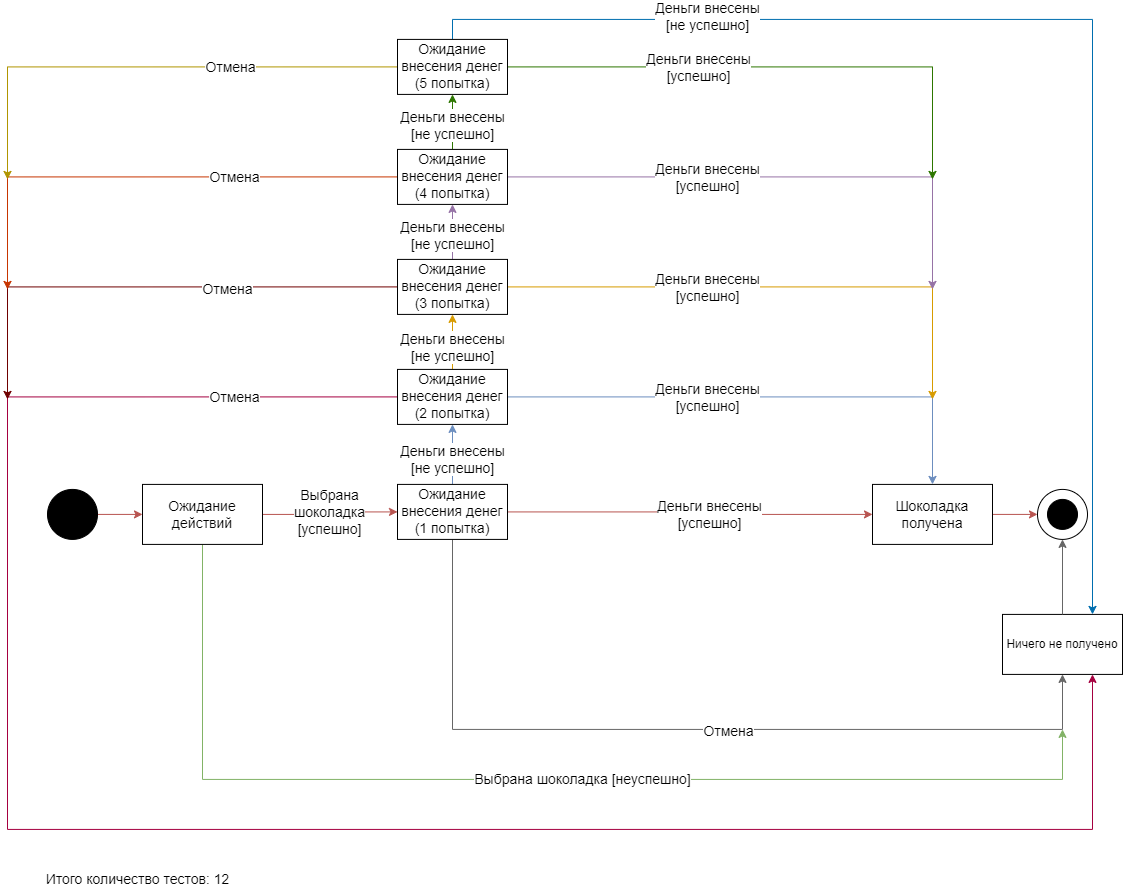 Деньги внесены
[не успешно]
Ожидание
внесения денег
(5 попытка)
Отмена
Деньги внесены
[успешно]
Деньги внесены
[не успешно]
Ожидание
внесения денег
(4 попытка)
Отмена
Деньги внесены
[успешно]
Деньги внесены
[не успешно]
Ожидание
внесения денег
(3 попытка)
Отмена
Деньги внесены
[успешно]
Деньги внесены
[не успешно]
Ожидание
внесения денег
(2 попытка)
Отмена
Деньги внесены
[успешно]
Деньги внесены
[не успешно]
Ожидание
действий
Выбрана
шоколадка
[успешно]
Ожидание
внесения денег
(1 попытка)
Деньги внесены
[успешно]
Шоколадка
получена
Ничего не получено
Отмена
Выбрана шоколадка [неуспешно]
Итого количество тестов: 12